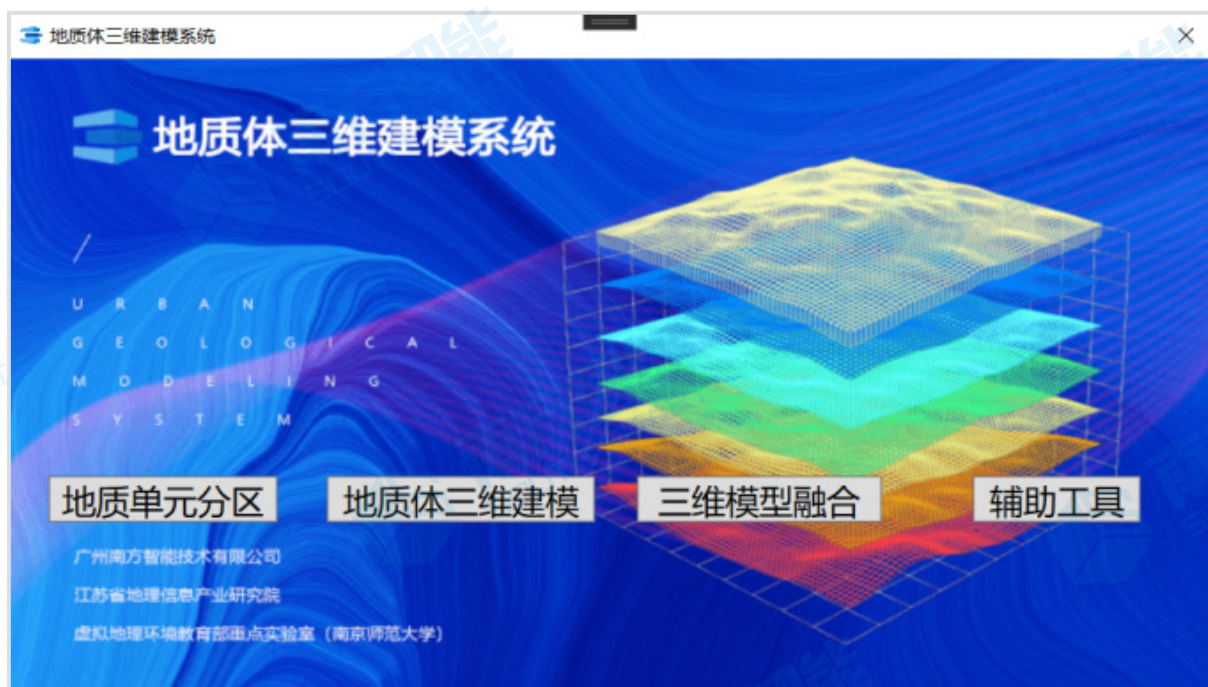 地质体三维建模系统
地质体三维建模系统
URBAN
GEOLOGICAL
MODELING
SYSTEM
地质单元分区 地质体三维建模 三维模型融合 辅助工具
广州南方智能技术有限公司
江苏省地理信息产业研究院
虚拟地理环境教育部重点实验室（南京师范大学）